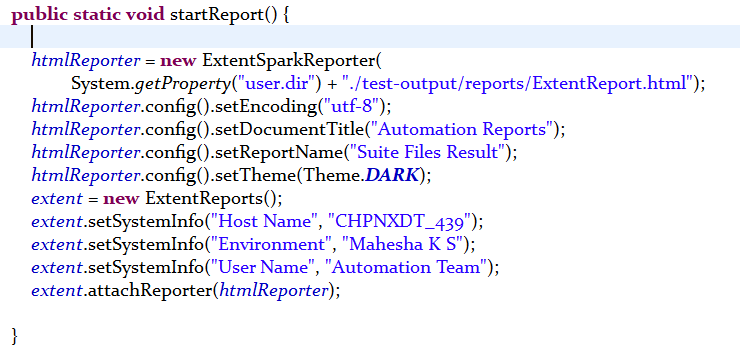 public static void startReport() {
htmlReporter = new ExtentSparkReporter(
System.getProperty("user.dir") + "./test-output/reports/ExtentReport.html");
htmlReporter.config().setEncoding("utf-8");
htmlReporter.config().setDocumentTitle("Automation Reports");
htmlReporter.config().setReportName("Suite Files Result");
htmlReporter.config().setTheme(Theme.DARK);
extent = new ExtentReports();
extent.setSystemInfo("Host Name", "CHPNXDT_439");
extent.setSystemInfo("Environment", "Mahesha K S");
extent.setSystemInfo("User Name", "Automation Team");
extent.attachReporter(htmlReporter);
}